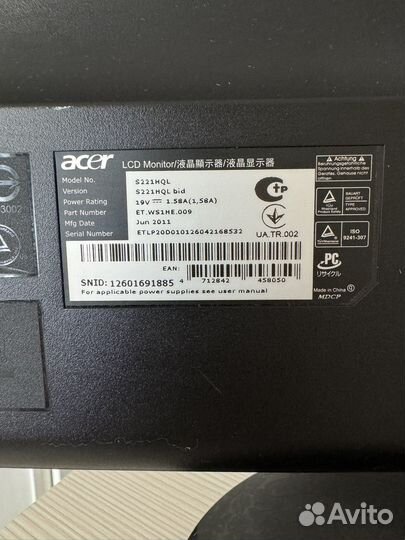 acer LCD Monitor/液晶顯示器/液晶显示器
Model No. S221HQL
Version S221HQL bid
Power Rating 19V 1.58A(1,58A)
Part Number ET.WS1HE.009
Mfg Date Jun 2011
Serial Number ETLP20D010126042168522
EAN:
SNID: 12601691885 4 712842 458050
For applicable power supplies see user manual
UA.TR.002
ISO
9241-307
PC
リサイクル
Made in China
MDCP
3002
Avito